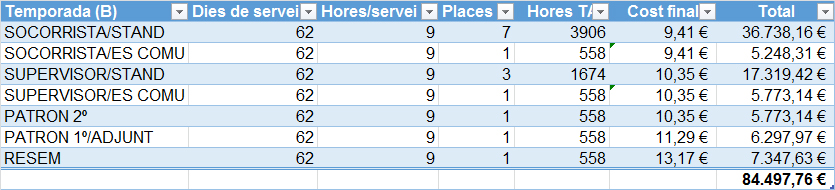 Temporada (B) Dies de servei Hores/servei Places Hores TA Cost final Total
SOCORRISTA/STAND 62 9 7 3906 9,41 € 36.738,16 €
SOCORRISTA/ES COMU 62 9 1 558 9,41 € 5.248,31 €
SUPERVISOR/STAND 62 9 3 1674 10,35 € 17.319,42 €
SUPERVISOR/ES COMU 62 9 1 558 10,35 € 5.773,14 €
PATRON 2º 62 9 1 558 10,35 € 5.773,14 €
PATRON 1º/ADJUNT 62 9 1 558 11,29 € 6.297,97 €
RESEM 62 9 1 558 13,17 € 7.347,63 €
84.497,76 €